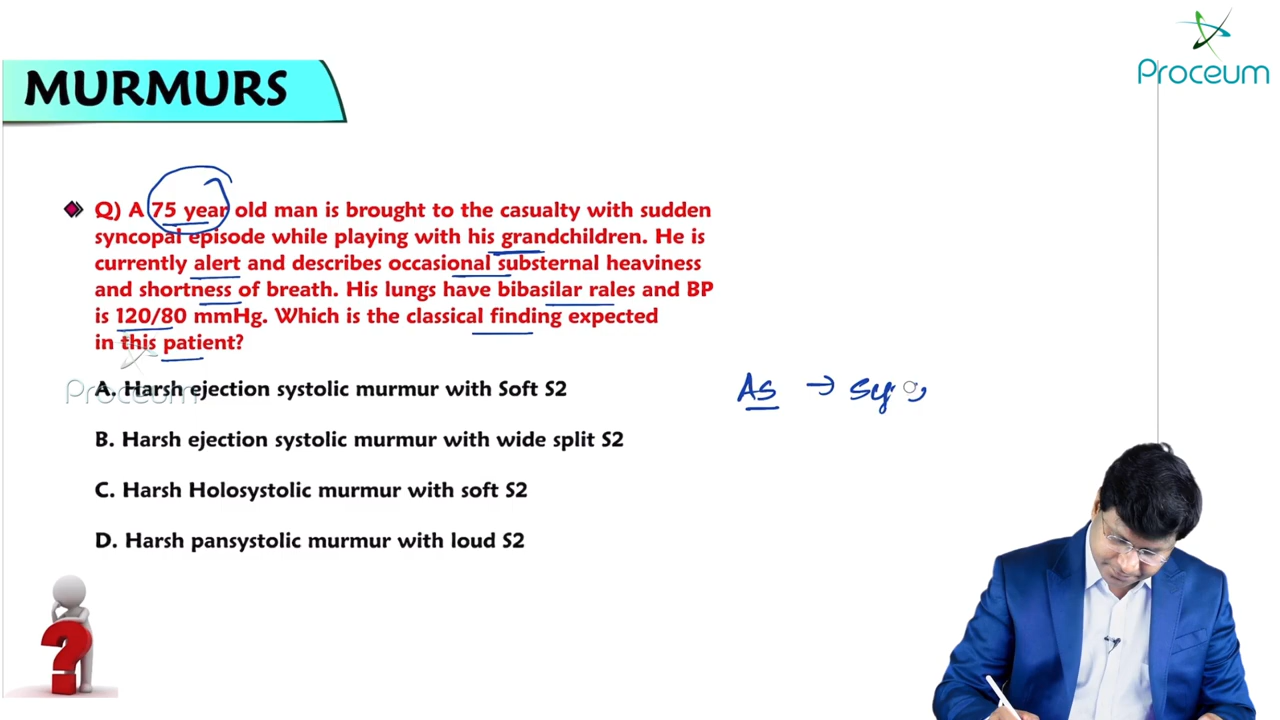 Proceum
MURMURS
Q) A 75 year old man is brought to the casualty with sudden
syncopal episode while playing with his grandchildren. He is
currently alert and describes occasional substernal heaviness
and shortness of breath. His lungs have bibasilar rales and BP
is 120/80 mmHg. Which is the classical finding expected
in this patient?
Proceum
A. Harsh ejection systolic murmur with Soft S2
AS → Sy
B. Harsh ejection systolic murmur with wide split S2
C. Harsh Holosystolic murmur with soft S2
D. Harsh pansystolic murmur with loud S2
?